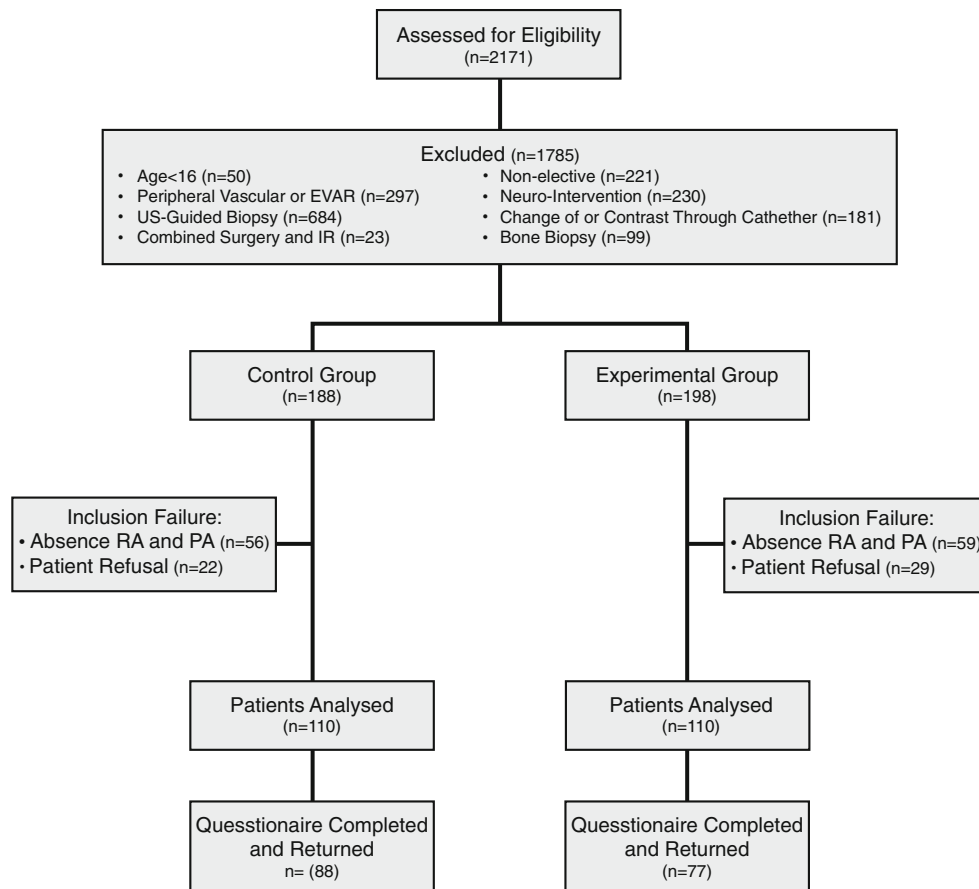 Assessed for Eligibility
(n=2171)
Excluded (n=1785)
• Age<16 (n=50)
• Peripheral Vascular or EVAR (n=297)
• US-Guided Biopsy (n=684)
• Combined Surgery and IR (n=23)
• Non-elective (n=221)
• Neuro-Intervention (n=230)
• Change of or Contrast Through Cathether (n=181)
• Bone Biopsy (n=99)
Control Group
(n=188)
Experimental Group
(n=198)
Inclusion Failure:
• Absence RA and PA (n=56)
• Patient Refusal (n=22)
Inclusion Failure:
• Absence RA and PA (n=59)
• Patient Refusal (n=29)
Patients Analysed
(n=110)
Patients Analysed
(n=110)
Quesstionaire Completed
and Returned
n= (88)
Quesstionaire Completed
and Returned
(n=77)